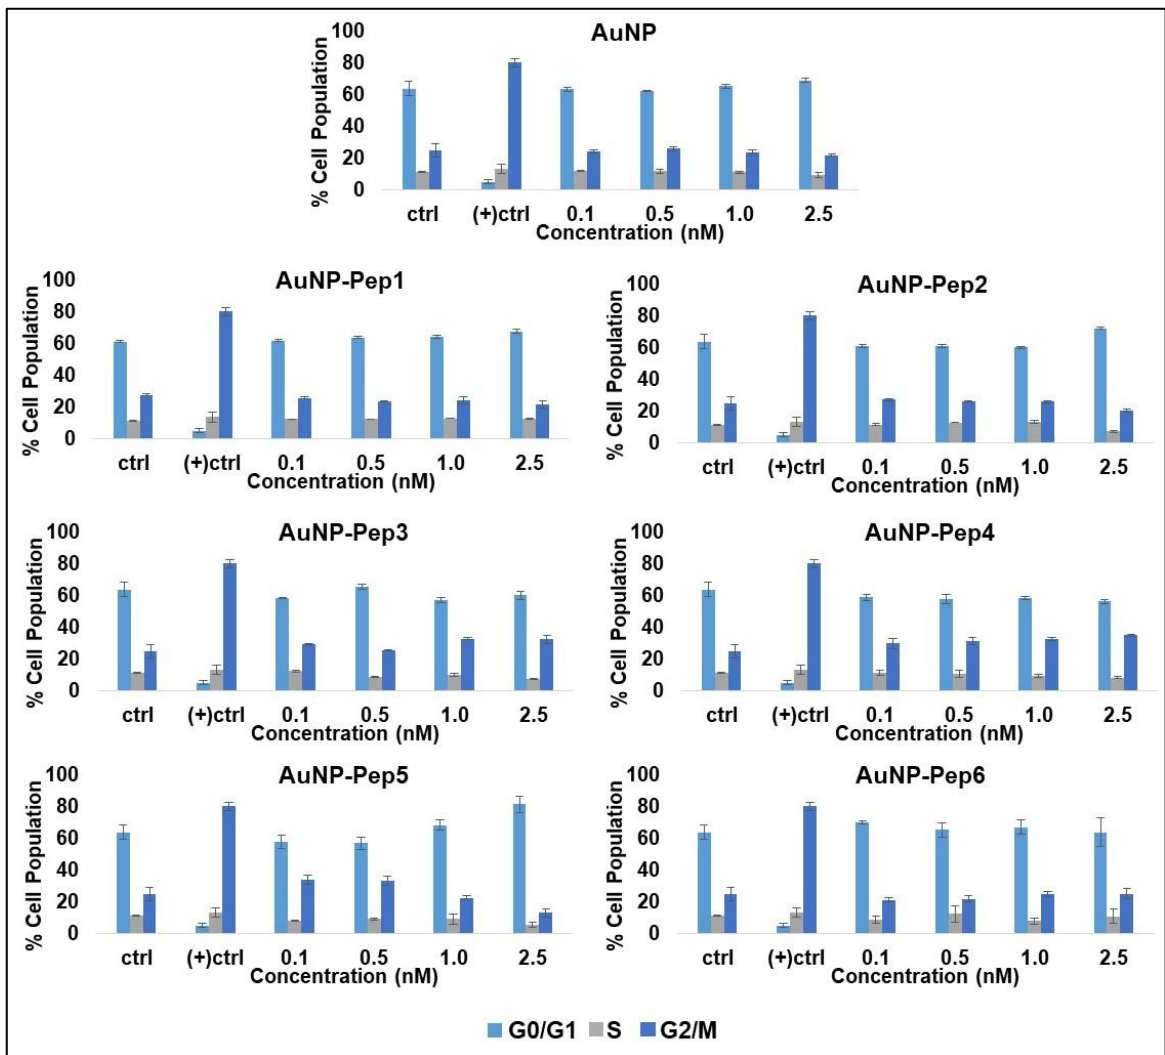 AuNP
% Cell Population
100
80
60
40
20
0
ctrl (+)ctrl 0.1 0.5 1.0 2.5
Concentration (nM)
AuNP-Pep1
% Cell Population
100
80
60
40
20
0
ctrl (+)ctrl 0.1 0.5 1.0 2.5
Concentration (nM)
AuNP-Pep2
% Cell Population
100
80
60
40
20
0
ctrl (+)ctrl 0.1 0.5 1.0 2.5
Concentration (nM)
AuNP-Pep3
% Cell Population
100
80
60
40
20
0
ctrl (+)ctrl 0.1 0.5 1.0 2.5
Concentration (nM)
AuNP-Pep4
% Cell Population
100
80
60
40
20
0
ctrl (+)ctrl 0.1 0.5 1.0 2.5
Concentration (nM)
AuNP-Pep5
% Cell Population
100
80
60
40
20
0
ctrl (+)ctrl 0.1 0.5 1.0 2.5
Concentration (nM)
AuNP-Pep6
% Cell Population
100
80
60
40
20
0
ctrl (+)ctrl 0.1 0.5 1.0 2.5
Concentration (nM)
G0/G1 S G2/M